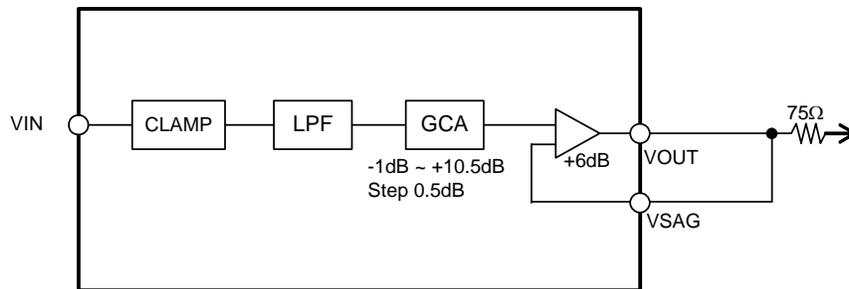 VIN
CLAMP
LPF
GCA
-1dB ~ +10.5dB
Step 0.5dB
+6dB
VOUT
VSAG
75Ω